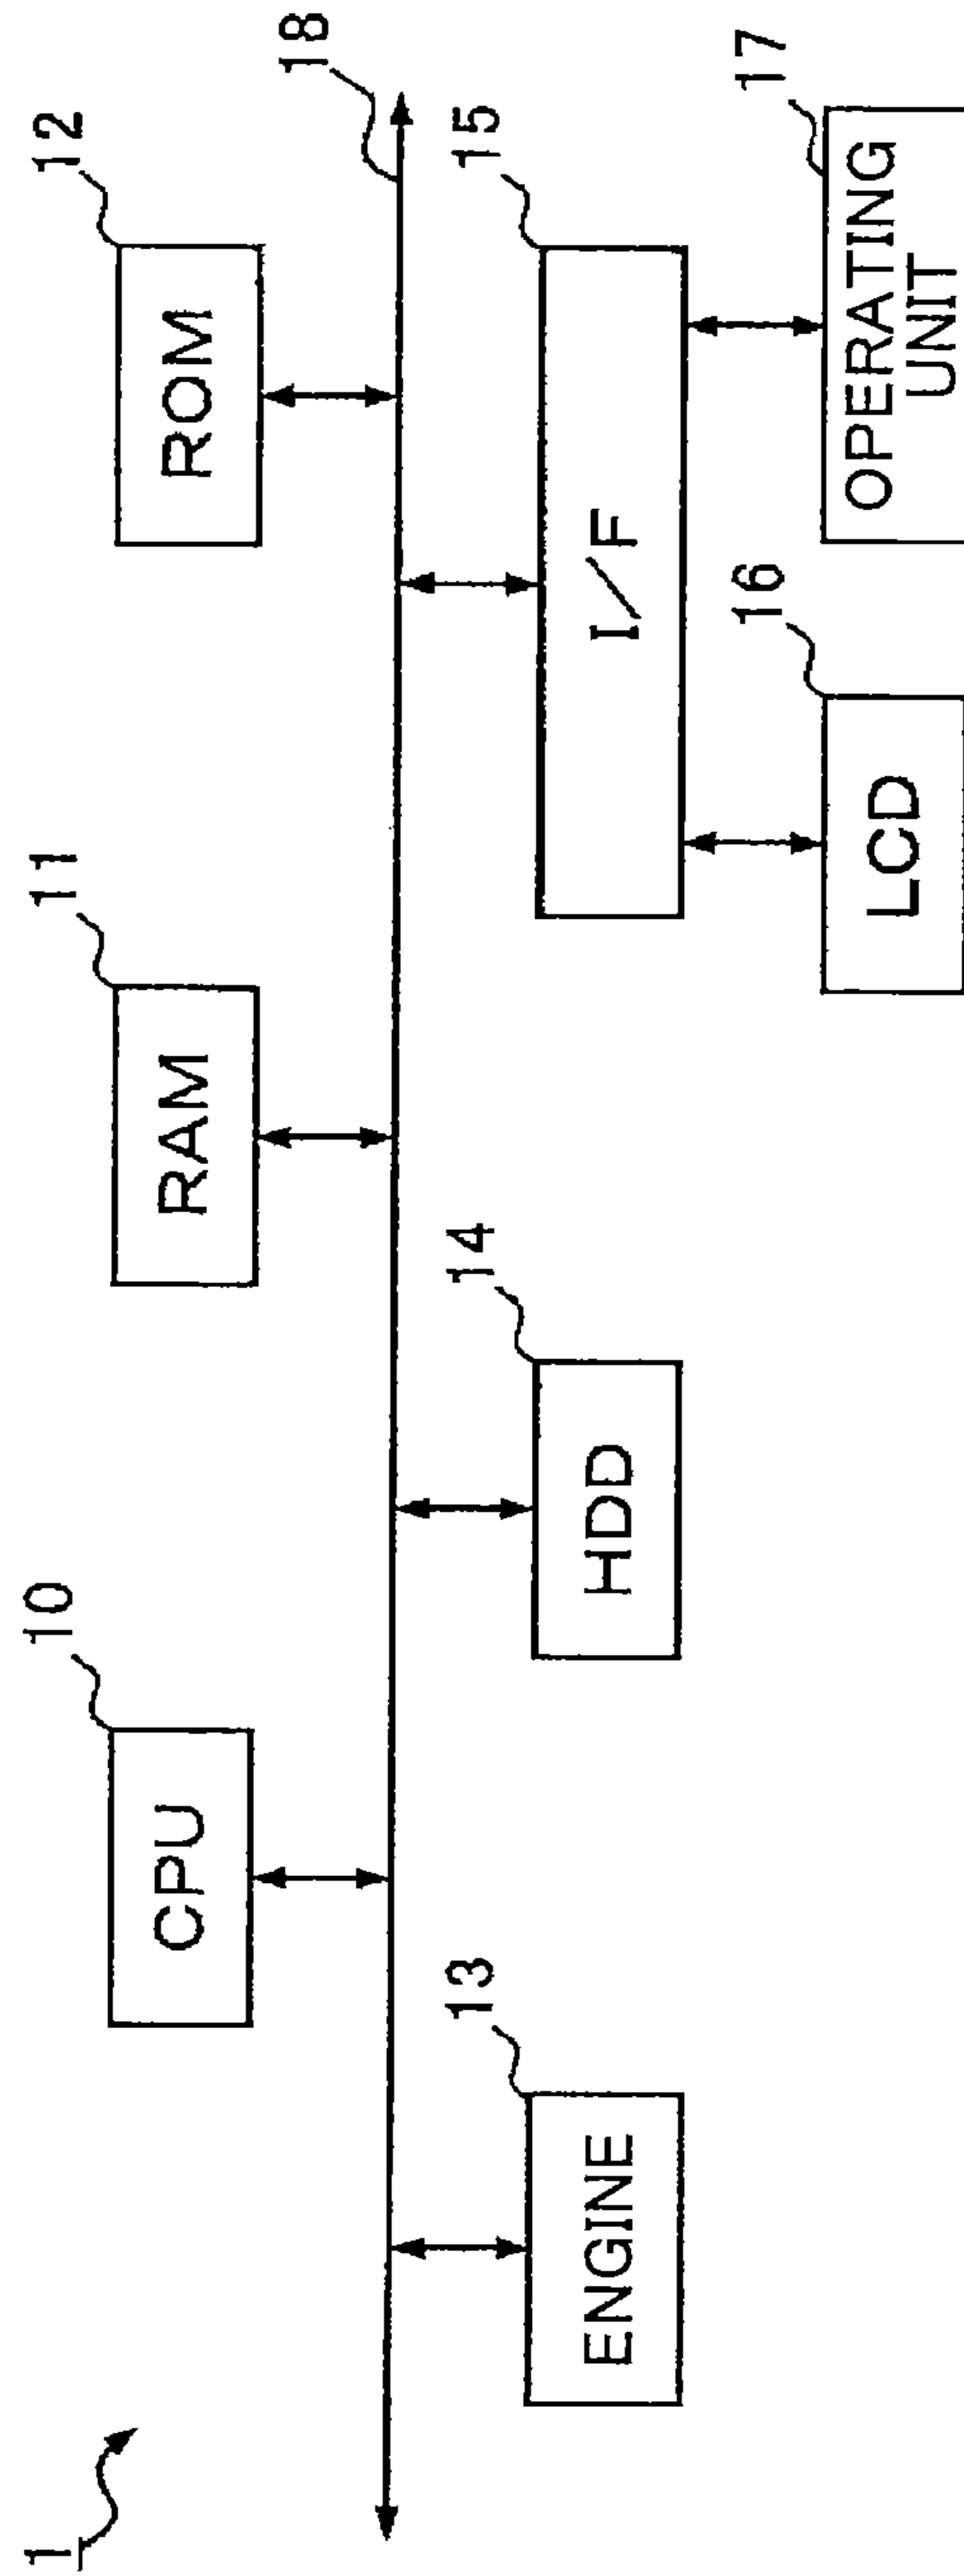 1
10
CPU
11
RAM
12
ROM
18
13
ENGINE
14
HDD
15
I/F
16
LCD
17
OPERATING
UNIT